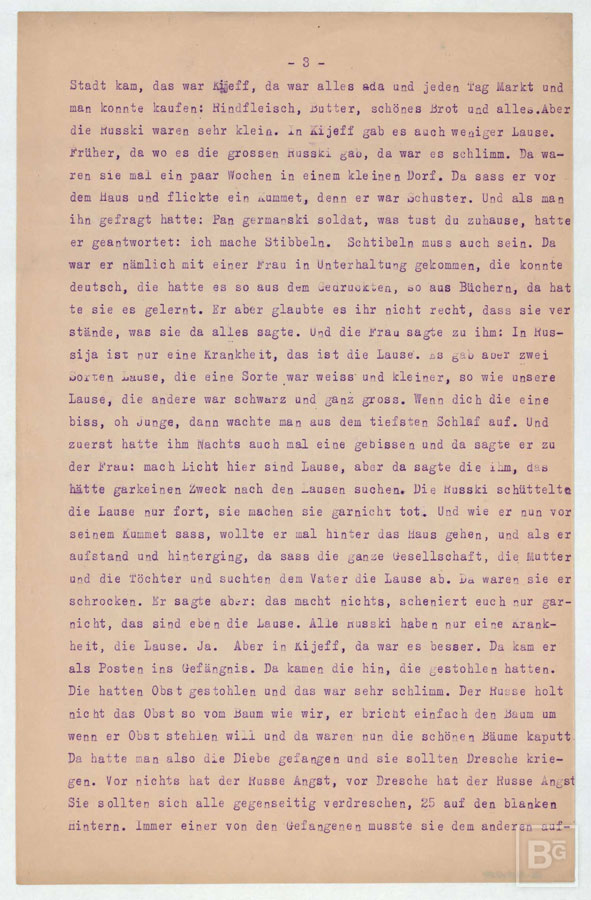 - 3 -
Stadt kam, das war Kijeff, da war alles ada und jeden Tag Markt und
man konnte kaufen: Rindfleisch, Butter, schönes Brot und alles.Aber
die Russki waren sehr klein. In Kijeff gab es auch weniger Lause.
Früher, da wo es die grossen Russki gab, da war es schlimm. Da wa-
ren sie mal ein paar Wochen in einem kleinen Dorf. Da sass er vor
dem Haus und flickte ein Kummet, denn er war Schuster. Und als man
ihn gefragt hatte: Pan germanski soldat, was tust du zuhause, hatte
er geantwortet: ich mache Stibbeln. Schtibeln muss auch sein. Da
war er nämlich mit einer Frau in Unterhaltung gekommen, die konnte
deutsch, die hatte es so aus dem Gedruckten, so aus Büchern, da hat
te sie es gelernt. Er aber glaubte es ihr nicht recht, dass sie ver
stände, was sie da alles sagte. Und die Frau sagte zu ihm: In Rus-
sija ist nur eine Krankheit, das ist die Lause. Es gab aber zwei
Sorten Lause, die eine Sorte war weiss und kleiner, so wie unsere
Lause, die andere war schwarz und ganz gross. Wenn dich die eine
biss, oh Junge, dann wachte man aus dem tiefsten Schlaf auf. Und
zuerst hatte ihm Nachts auch mal eine gebissen und da sagte er zu
der Frau: mach Licht hier sind Lause, aber da sagte die ihm, das
hätte garkeinen Zweck nach den Lausen suchen. Die Russki schüttelte
die Lause nur fort, sie machen sie garnicht tot. Und wie er nun vor
seinem Kummet sass, wollte er mal hinter das Haus gehen, und als er
aufstand und hinterging, da sass die ganze Gesellschaft, die Mutter
und die Töchter und suchten dem Vater die Lause ab. Da waren sie er
schrocken. Er sagte aber: das macht nichts, scheniert euch nur gar-
nicht, das sind eben die Lause. Alle Russki haben nur eine Krank-
heit, die Lause. Ja. Aber in Kijeff, da war es besser. Da kam er
als Posten ins Gefängnis. Da kamen die hin, die gestohlen hatten.
Die hatten Obst gestohlen und das war sehr schlimm. Der Russe holt
nicht das Obst so vom Baum wie wir, er bricht einfach den Baum um
wenn er Obst stehlen will und da waren nun die schönen Bäume kaputt.
Da hatte man also die Diebe gefangen und sie sollten Dresche krie-
gen. Vor nichts hat der Russe Angst, vor Dresche hat der Russe Angst
Sie sollten sich alle gegenseitig verdreschen, 25 auf den blanken
Hintern. Immer einer von den Gefangenen musste sie dem anderen auf-
BG